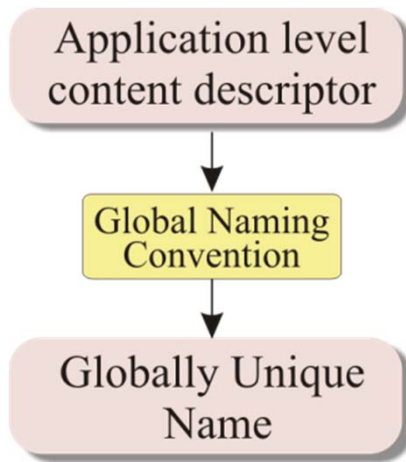 Application level
content descriptor
Global Naming
Convention
Globally Unique
Name